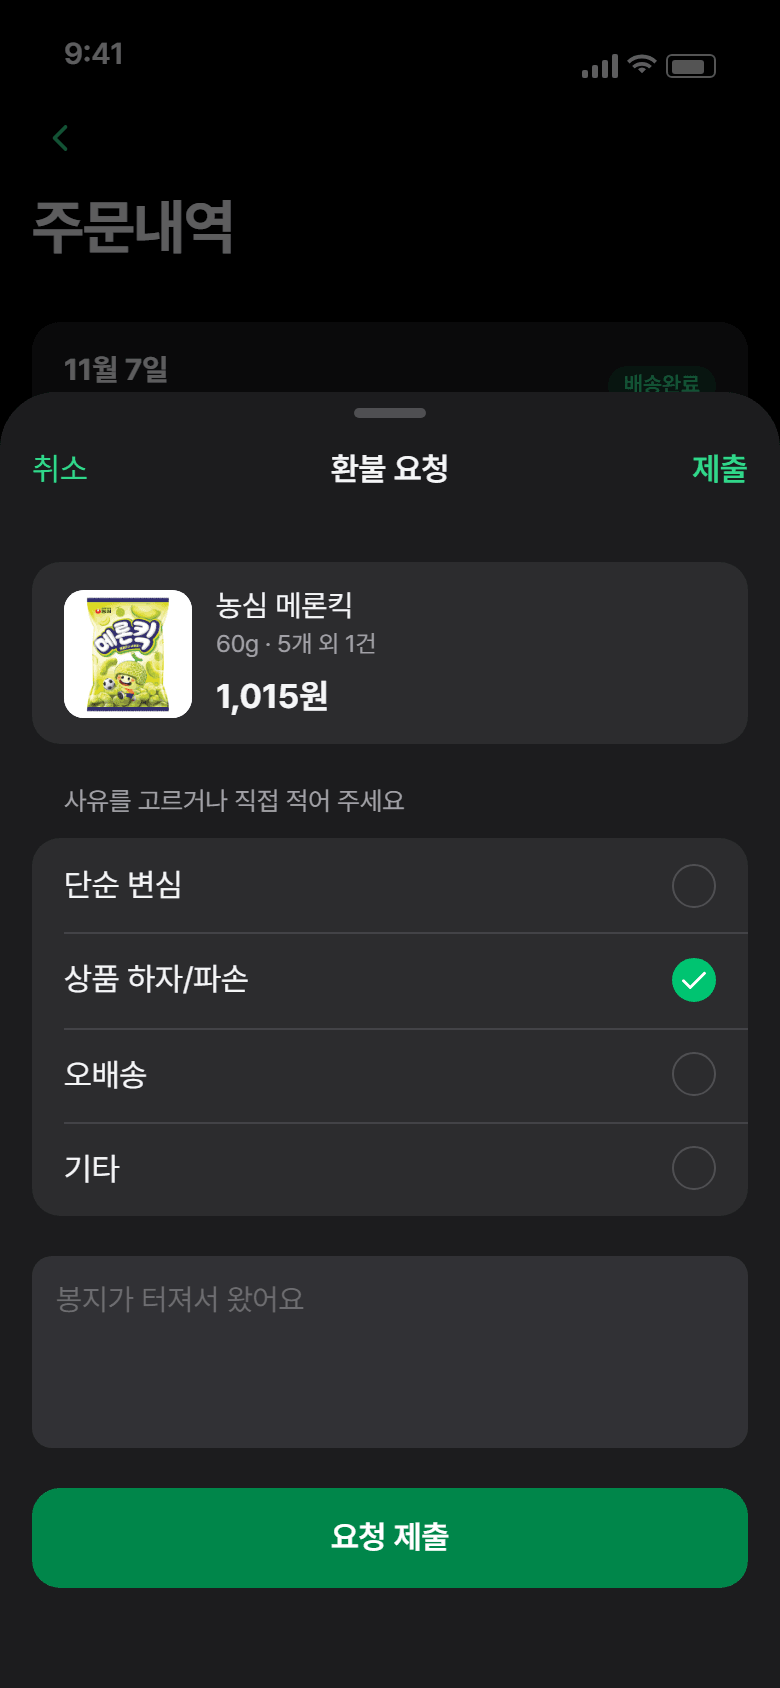 9:41
주문내역
11월 7일
배송완료
취소
환불 요청
제출
메론킥
농심 메론킥
60g · 5개 외 1건
1,015원
사유를 고르거나 직접 적어 주세요
단순 변심
상품 하자/파손
오배송
기타
봉지가 터져서 왔어요
요청 제출